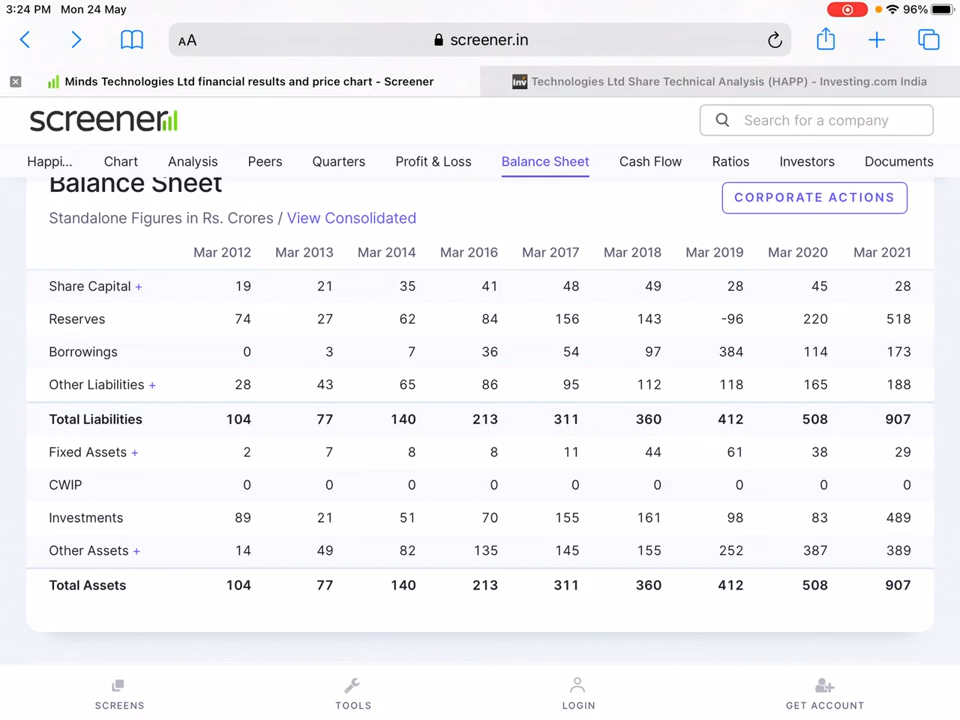 3:24 PM Mon 24 May 96%
AA screener.in
Minds Technologies Ltd financial results and price chart - Screener Inv Technologies Ltd Share Technical Analysis (HAPP) - Investing.com India
screener Search for a company
Happi... Chart Analysis Peers Quarters Profit & Loss Balance Sheet Cash Flow Ratios Investors Documents
Balance Sheet
CORPORATE ACTIONS
Standalone Figures in Rs. Crores / View Consolidated
Mar 2012 Mar 2013 Mar 2014 Mar 2016 Mar 2017 Mar 2018 Mar 2019 Mar 2020 Mar 2021
Share Capital + 19 21 35 41 48 49 28 45 28
Reserves 74 27 62 84 156 143 -96 220 518
Borrowings 0 3 7 36 54 97 384 114 173
Other Liabilities + 28 43 65 86 95 112 118 165 188
Total Liabilities 104 77 140 213 311 360 412 508 907
Fixed Assets + 2 7 8 8 11 44 61 38 29
CWIP 0 0 0 0 0 0 0 0 0
Investments 89 21 51 70 155 161 98 83 489
Other Assets + 14 49 82 135 145 155 252 387 389
Total Assets 104 77 140 213 311 360 412 508 907
SCREENS TOOLS LOGIN GET ACCOUNT